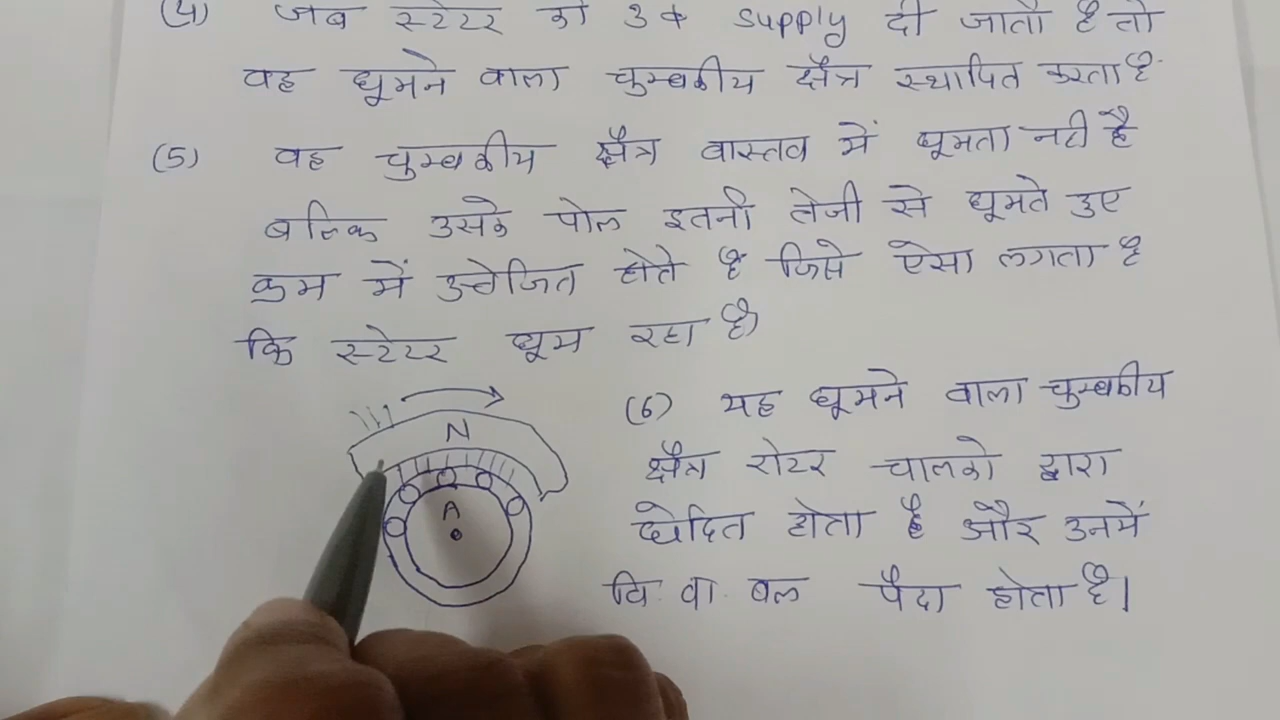 (4) जब स्टेटर को 3 Φ supply दी जाती है तो
वह घूमने वाला चुम्बकीय क्षैत्र स्थापित करता है
(5) वह चुम्बकीय क्षैत्र वास्तव में घूमता नही है
बल्कि उसके पोल इतनी तेजी से घूमते हुए
क्रम में उत्तेजित होते है जिसे ऐसा लगता है
कि स्टेटर घूम रहा है
(6) यह घूमने वाला चुम्बकीय
क्षैत्र रोटर चालको द्वारा
छेदित होता है और उनमें
वि. वा. बल पैदा होता है।
N
A